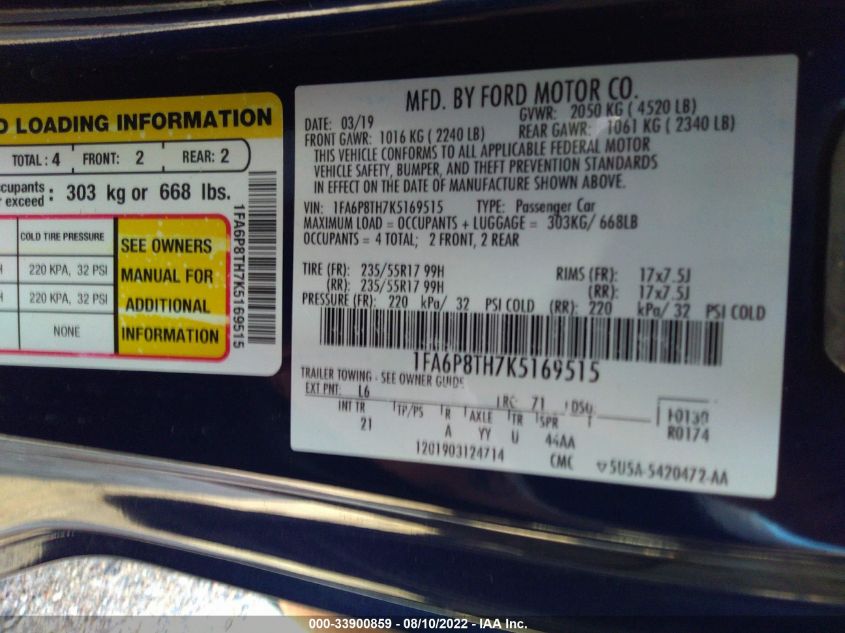 D LOADING INFORMATION
TOTAL: 4 FRONT: 2 REAR: 2
cupants
r exceed : 303 kg or 668 lbs.
COLD TIRE PRESSURE
H 220 KPA, 32 PSI
H 220 KPA, 32 PSI
NONE
SEE OWNERS
MANUAL FOR
ADDITIONAL
INFORMATION
1FA6P8TH7K5169515
MFD. BY FORD MOTOR CO.
DATE: 03/19 GVWR: 2050 KG ( 4520 LB)
FRONT GAWR: 1016 KG ( 2240 LB) REAR GAWR: 1061 KG ( 2340 LB)
THIS VEHICLE CONFORMS TO ALL APPLICABLE FEDERAL MOTOR
VEHICLE SAFETY, BUMPER, AND THEFT PREVENTION STANDARDS
IN EFFECT ON THE DATE OF MANUFACTURE SHOWN ABOVE.
VIN: 1FA6P8TH7K5169515 TYPE: Passenger Car
MAXIMUM LOAD = OCCUPANTS + LUGGAGE = 303KG/ 668LB
OCCUPANTS = 4 TOTAL; 2 FRONT, 2 REAR
TIRE (FR): 235/55R17 99H RIMS (FR): 17x7.5J
(RR): 235/55R17 99H (RR): 17x7.5J
PRESSURE (FR): 220 kPa/ 32 PSI COLD (RR): 220 kPa/ 32 PSI COLD
1FA6P8TH7K5169515
TRAILER TOWING - SEE OWNER GUIDE
EXT PNT: L6 LRC: 71 DSO:
INT TR TP/PS R AXLE TR SPR T
21 A YY U 44AA
R0174
1201903124714 CMC 5U5A-5420472-AA
000-33900859 - 08/10/2022 - IAA Inc.